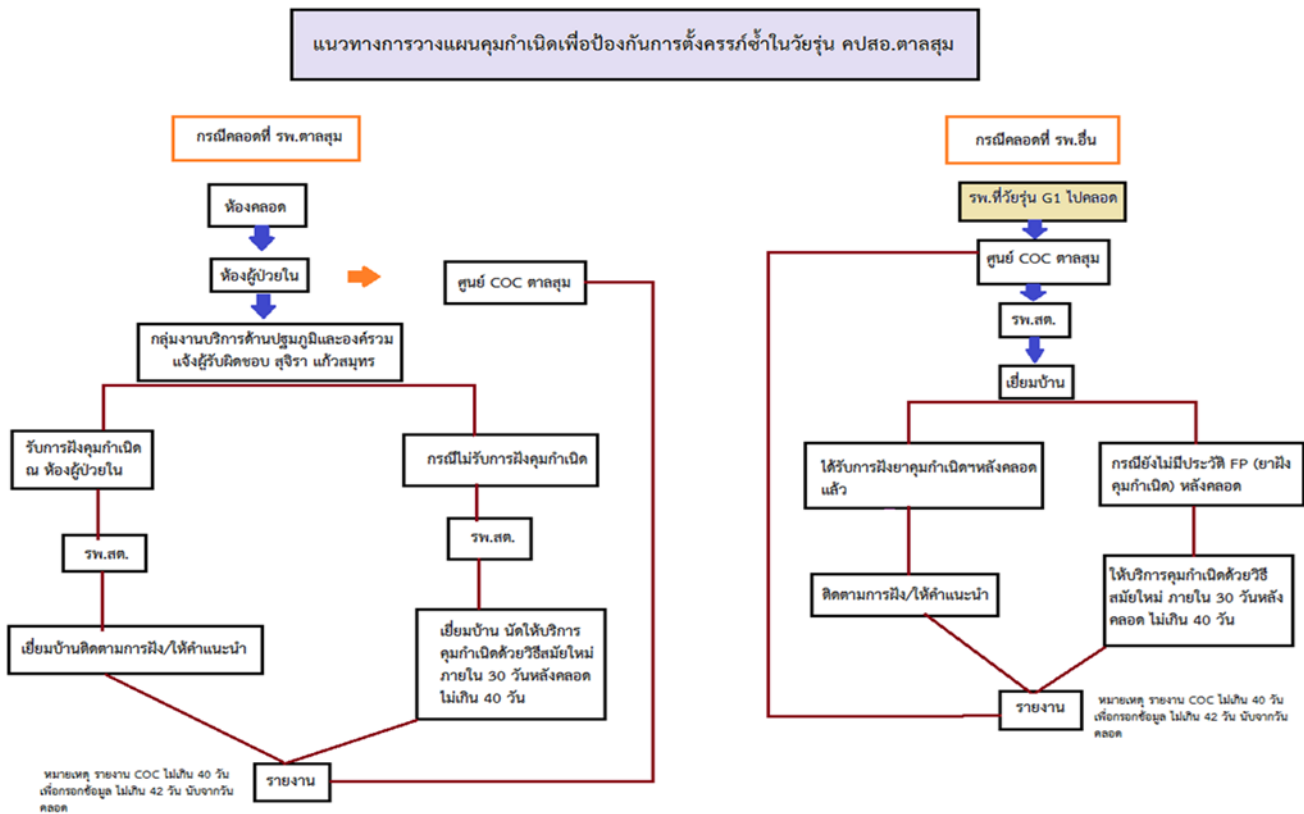 แนวทางการวางแผนคุมกำเนิดเพื่อป้องกันการตั้งครรภ์ซ้ำในวัยรุ่น คปสอ.ตาลสุม
กรณีคลอดที่ รพ.ตาลสุม
ห้องคลอด
ห้องผู้ป่วยใน
ศูนย์ COC ตาลสุม
กลุ่มงานบริการด้านปฐมภูมิและองค์รวม
แจ้งผู้รับผิดชอบ สุจิรา แก้วสมุทร
รับการฝังคุมกำเนิด
ณ ห้องผู้ป่วยใน
กรณีไม่รับการฝังคุมกำเนิด
รพ.สต.
รพ.สต.
เยี่ยมบ้านติดตามการฝัง/ให้คำแนะนำ
เยี่ยมบ้าน นัดให้บริการ
คุมกำเนิดด้วยวิธีสมัยใหม่
ภายใน 30 วันหลังคลอด
ไม่เกิน 40 วัน
รายงาน
หมายเหตุ รายงาน COC ไม่เกิน 40 วัน
เพื่อกรอกข้อมูล ไม่เกิน 42 วัน นับจากวัน
คลอด
กรณีคลอดที่ รพ.อื่น
รพ.ที่วัยรุ่น G1 ไปคลอด
ศูนย์ COC ตาลสุม
รพ.สต.
เยี่ยมบ้าน
ได้รับการฝังยาคุมกำเนิดฯหลังคลอด
แล้ว
กรณียังไม่มีประวัติ FP (ยาฝัง
คุมกำเนิด) หลังคลอด
ติดตามการฝัง/ให้คำแนะนำ
ให้บริการคุมกำเนิดด้วยวิธี
สมัยใหม่ ภายใน 30 วันหลัง
คลอด ไม่เกิน 40 วัน
รายงาน
หมายเหตุ รายงาน COC ไม่เกิน 40 วัน
เพื่อกรอกข้อมูล ไม่เกิน 42 วัน นับจากวัน
คลอด